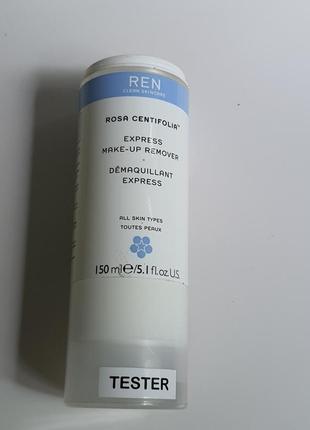 REN
CLEAN SKINCARE
ROSA CENTIFOLIA™
EXPRESS
MAKE-UP REMOVER
•
DÉMAQUILLANT
EXPRESS
ALL SKIN TYPES
TOUTES PEAUX
150 ml ℮/5.1 fl.oz.U.S.
TESTER